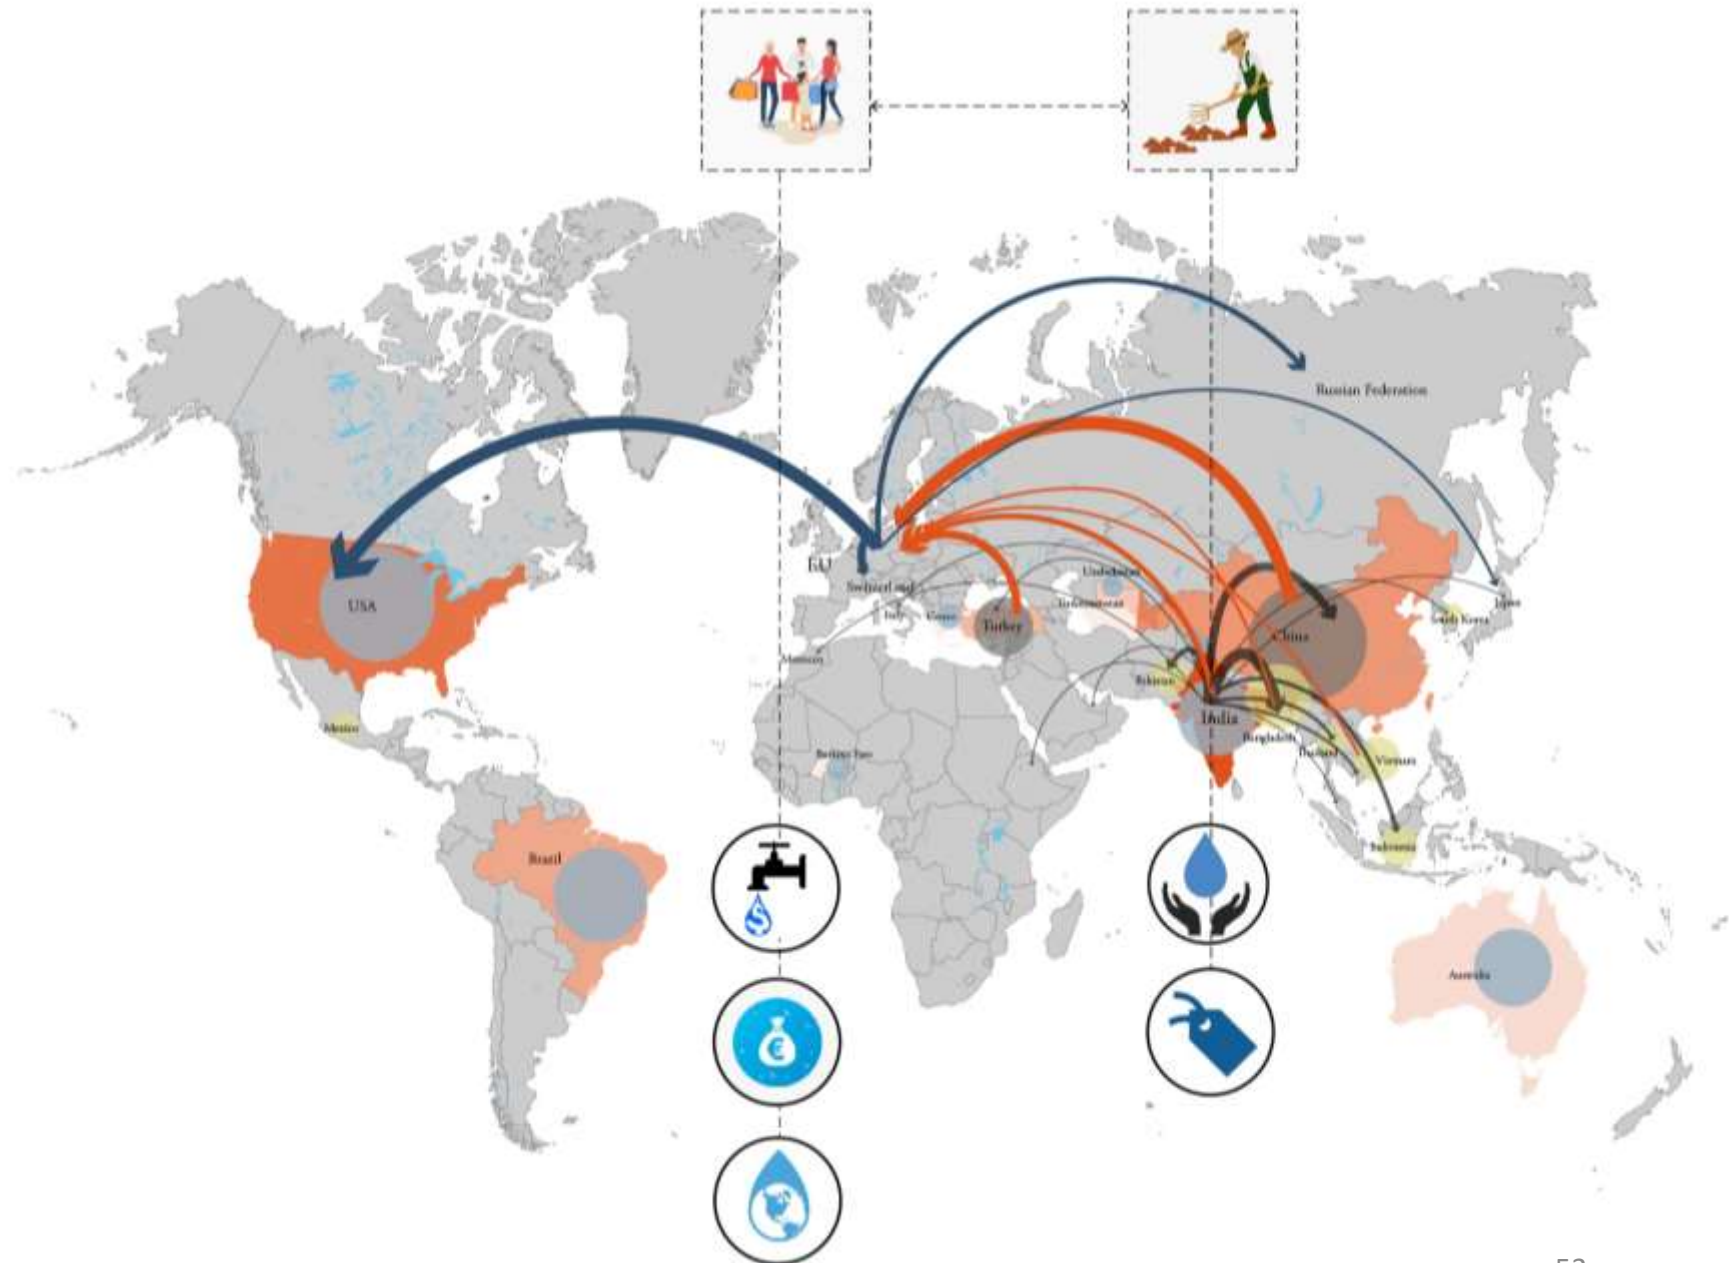 Russian Federation
EU
Switzerland
Italy
Greece
Turkey
Uzbekistan
Turkmenistan
USA
China
South Korea
Japan
Morocco
Pakistan
India
Bangladesh
Thailand
Vietnam
Mexico
Burkina Faso
Indonesia
Brazil
Australia
€